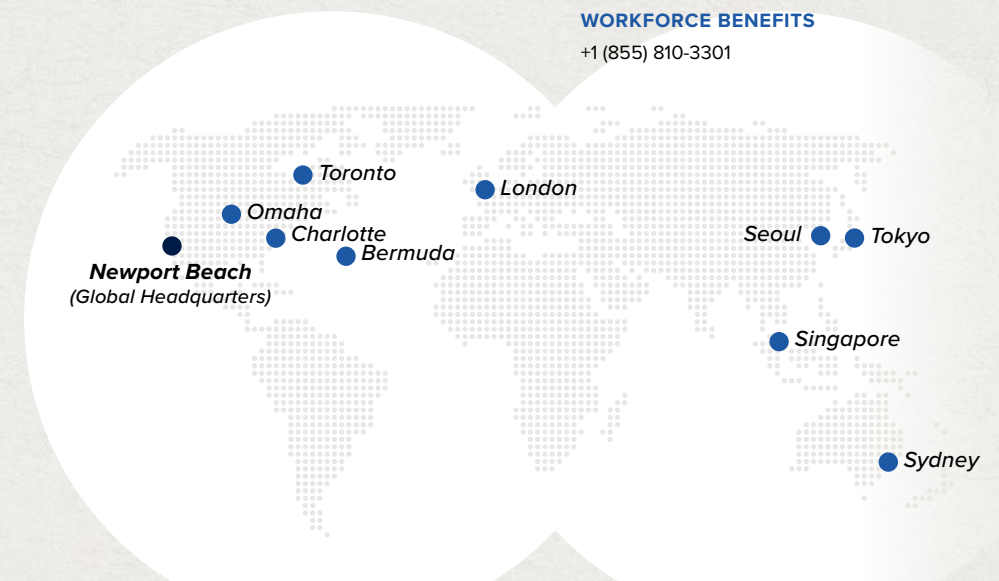 WORKFORCE BENEFITS
+1 (855) 810-3301
Toronto
London
Omaha
Charlotte
Bermuda
Seoul
Tokyo
Newport Beach
(Global Headquarters)
Singapore
Sydney